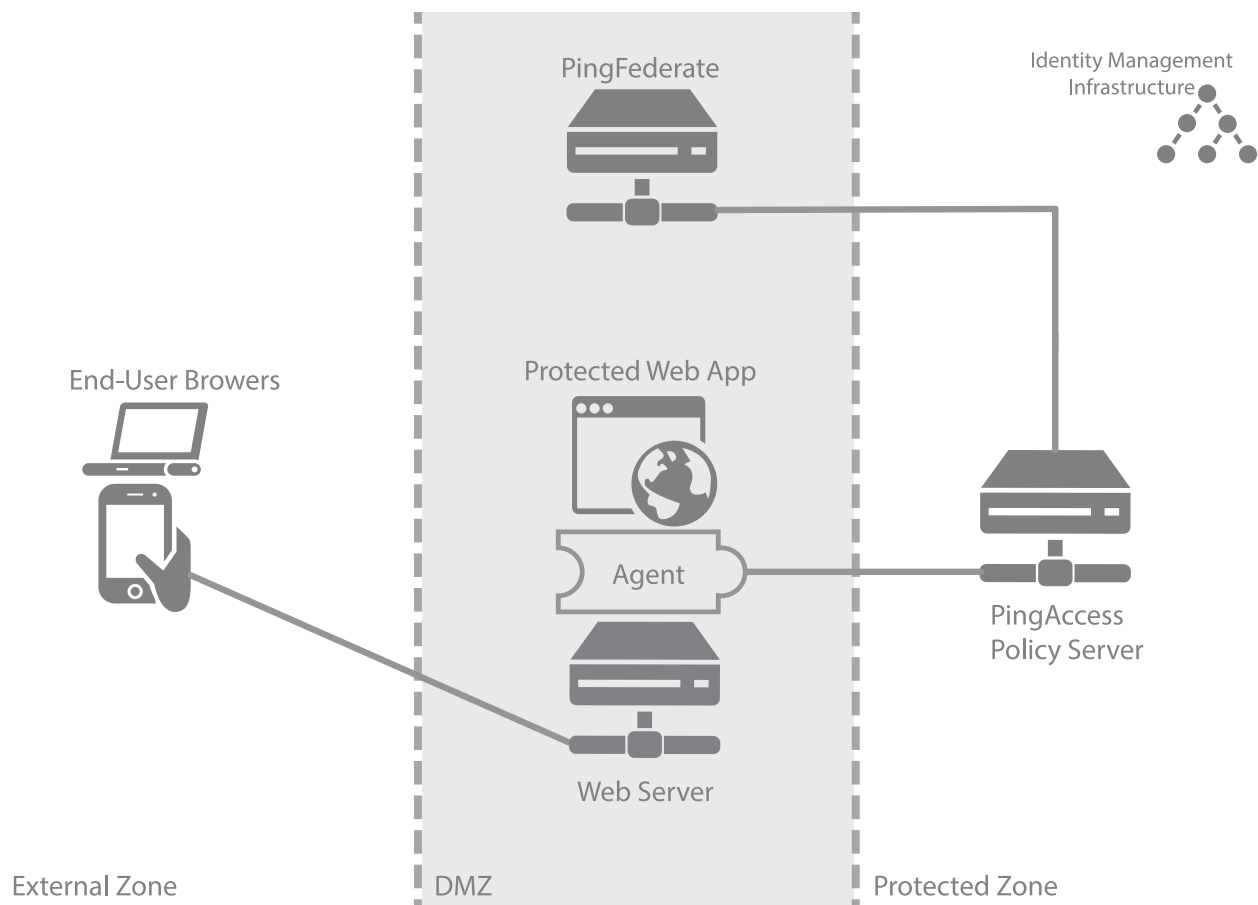 PingFederate
Identity Management
Infrastructure
End-User Browers
Protected Web App
Agent
PingAccess
Policy Server
Web Server
External Zone
DMZ
Protected Zone